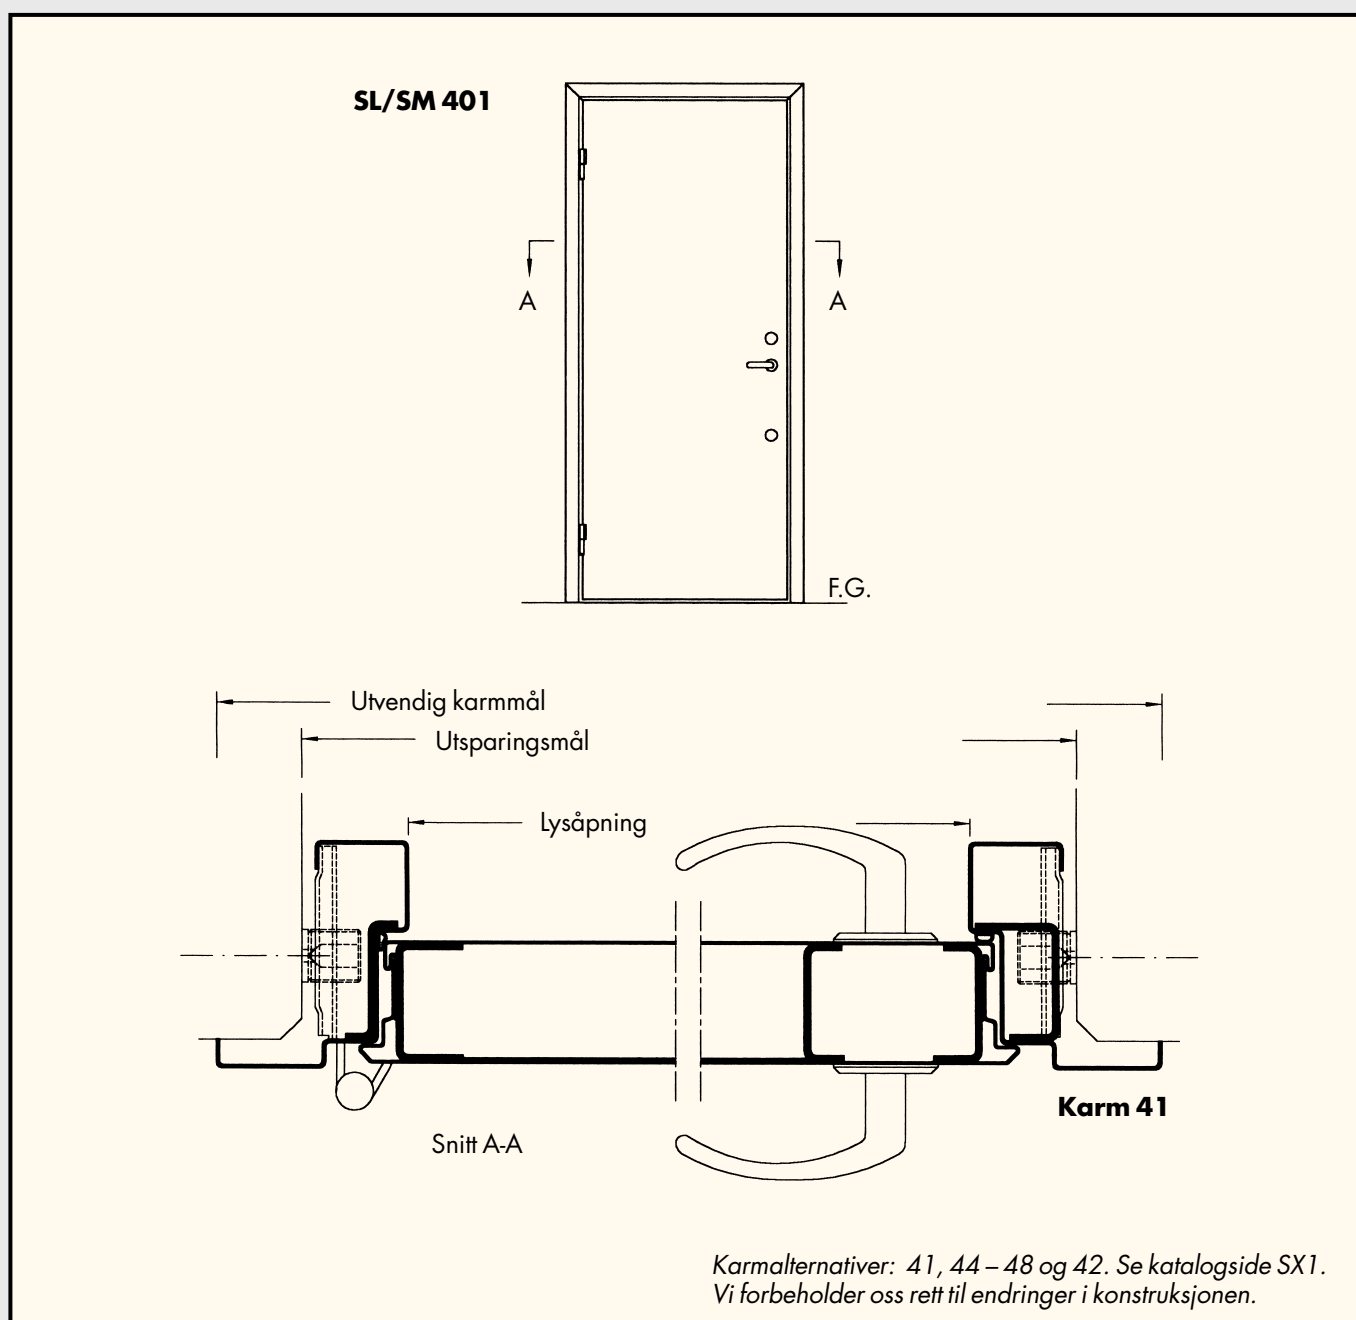 SL/SM 401
A A
F.G.
Utvendig karmmål
Utsparingsmål
Lysåpning
Karm 41
Snitt A-A
Karmalternativer: 41, 44 – 48 og 42. Se katalogside SX1.
Vi forbeholder oss rett til endringer i konstruksjonen.